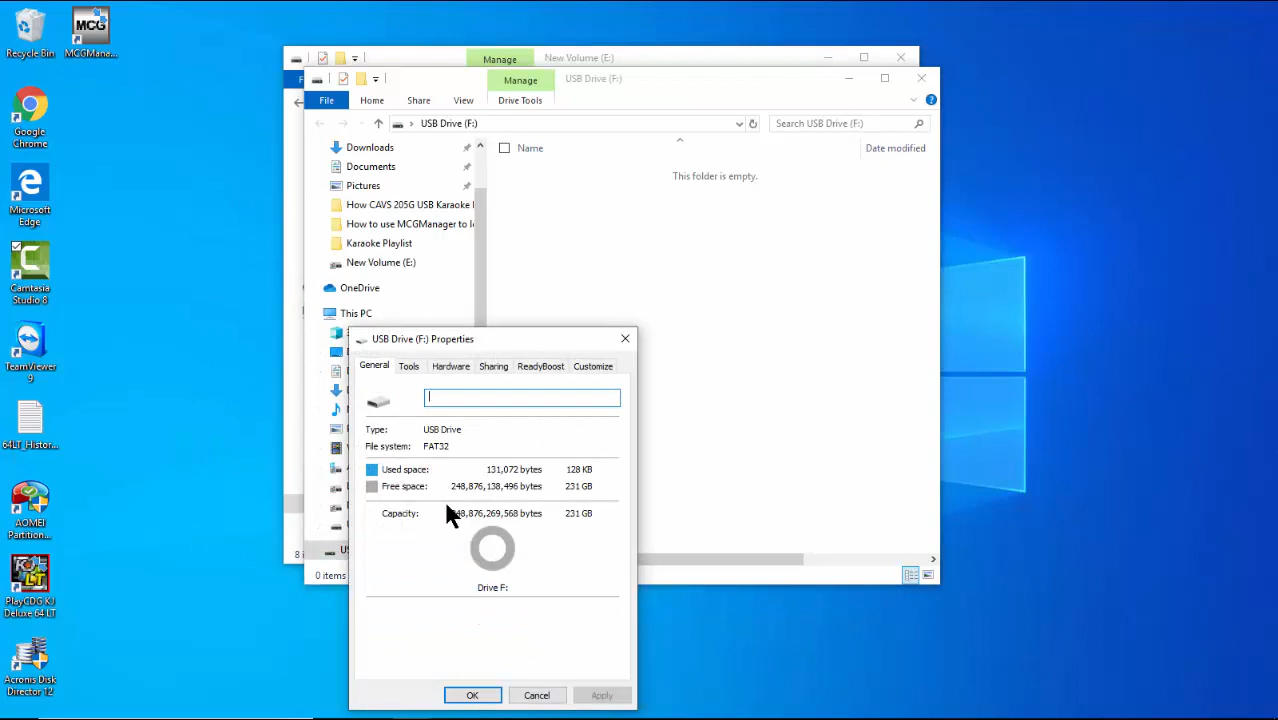 Recycle Bin
MCGMana...
Google
Chrome
Microsoft
Edge
Camtasia
Studio 8
TeamViewer
9
64LT_Histor...
AOMEI
Partition...
PlayCDG KJ
Deluxe 64 LT
Acronis Disk
Director 12
Manage
New Volume (E:)
Manage
USB Drive (F:)
File
Home
Share
View
Drive Tools
USB Drive (F:)
Search USB Drive (F:)
Downloads
Documents
Pictures
How CAVS 205G USB Karaoke
How to use MCGManager to l
Karaoke Playlist
New Volume (E:)
OneDrive
This PC
Name
Date modified
This folder is empty.
0 items
USB Drive (F:) Properties
General
Tools
Hardware
Sharing
ReadyBoost
Customize
Type: USB Drive
File system: FAT32
Used space: 131,072 bytes 128 KB
Free space: 248,876,138,496 bytes 231 GB
Capacity: 48,876,269,568 bytes 231 GB
Drive F:
OK
Cancel
Apply